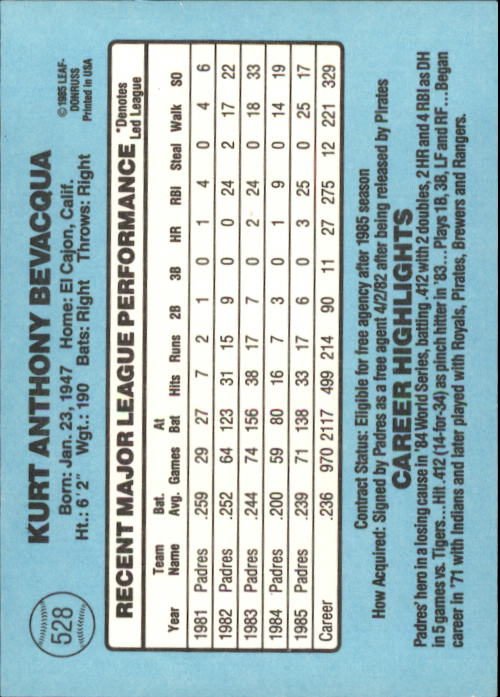 528
KURT ANTHONY BEVACQUA
©1985 LEAF-
DONRUSS
Printed in USA
Born: Jan. 23, 1947 Home: El Cajon, Calif.
Ht.: 6'2" Wgt.: 190 Bats: Right Throws: Right
RECENT MAJOR LEAGUE PERFORMANCE
*Denotes
Led League
Year Team Name Bat. Avg. Games At Bat Hits Runs 2B 3B HR RBI Steal Walk SO
1981 Padres .259 29 27 7 2 1 0 1 4 0 4 6
1982 Padres .252 64 123 31 15 9 0 0 24 2 17 22
1983 Padres .244 74 156 38 17 7 0 2 24 0 18 33
1984 Padres .200 59 80 16 7 3 0 1 9 0 14 19
1985 Padres .239 71 138 33 17 6 0 3 25 0 25 17
Career .236 970 2117 499 214 90 11 27 275 12 221 329
Contract Status: Eligible for free agency after 1985 season
How Acquired: Signed by Padres as a free agent 4/2/82 after being released by Pirates
CAREER HIGHLIGHTS
Padres' hero in a losing cause in '84 World Series, batting .412 with 2 doubles, 2 HR and 4 RBI as DH
in 5 games vs. Tigers....Hit .412 (14-for-34) as pinch hitter in '83....Plays 1B, 3B, LF and RF....Began
career in '71 with Indians and later played with Royals, Pirates, Brewers and Rangers.